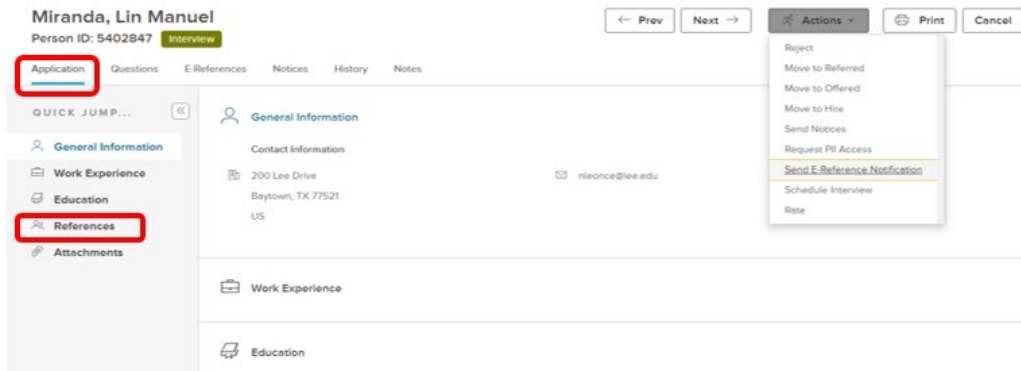 Miranda, Lin Manuel
Person ID: 5402847 Interview
← Prev Next → Actions Print Cancel
Application Questions E-References Notices History Notes
Reject
Move to Referred
Move to Offered
Move to Hire
Send Notices
Request PII Access
Send E-Reference Notification
Schedule Interview
Rate
QUICK JUMP...
General Information
Work Experience
Education
References
Attachments
General Information
Contact Information
200 Lee Drive nleonce@lee.edu
Baytown, TX 77521
US
Work Experience
Education